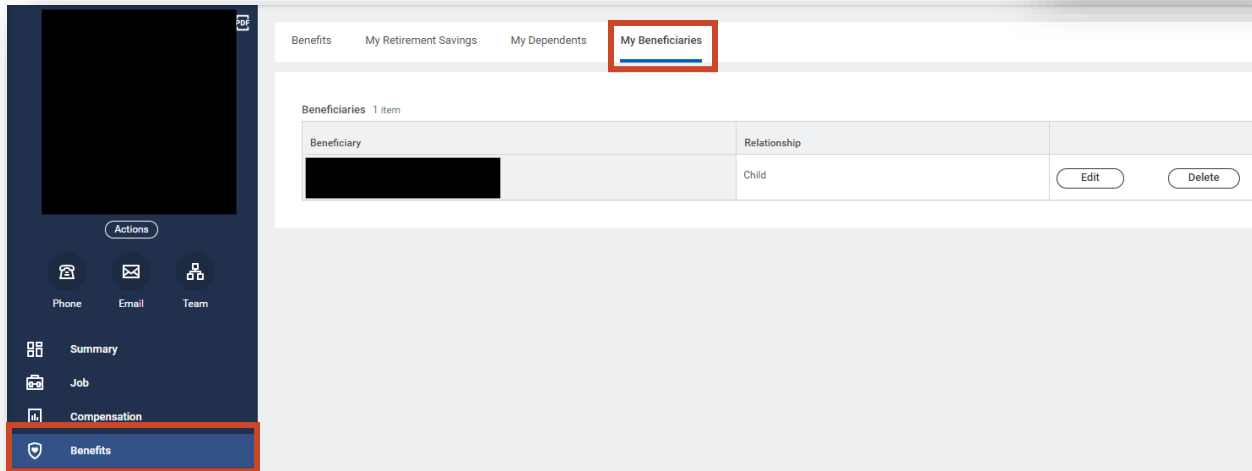 PDF
Benefits My Retirement Savings My Dependents My Beneficiaries
Beneficiaries 1 item
Beneficiary Relationship
Child Edit Delete
Actions
Phone Email Team
Summary
Job
Compensation
Benefits